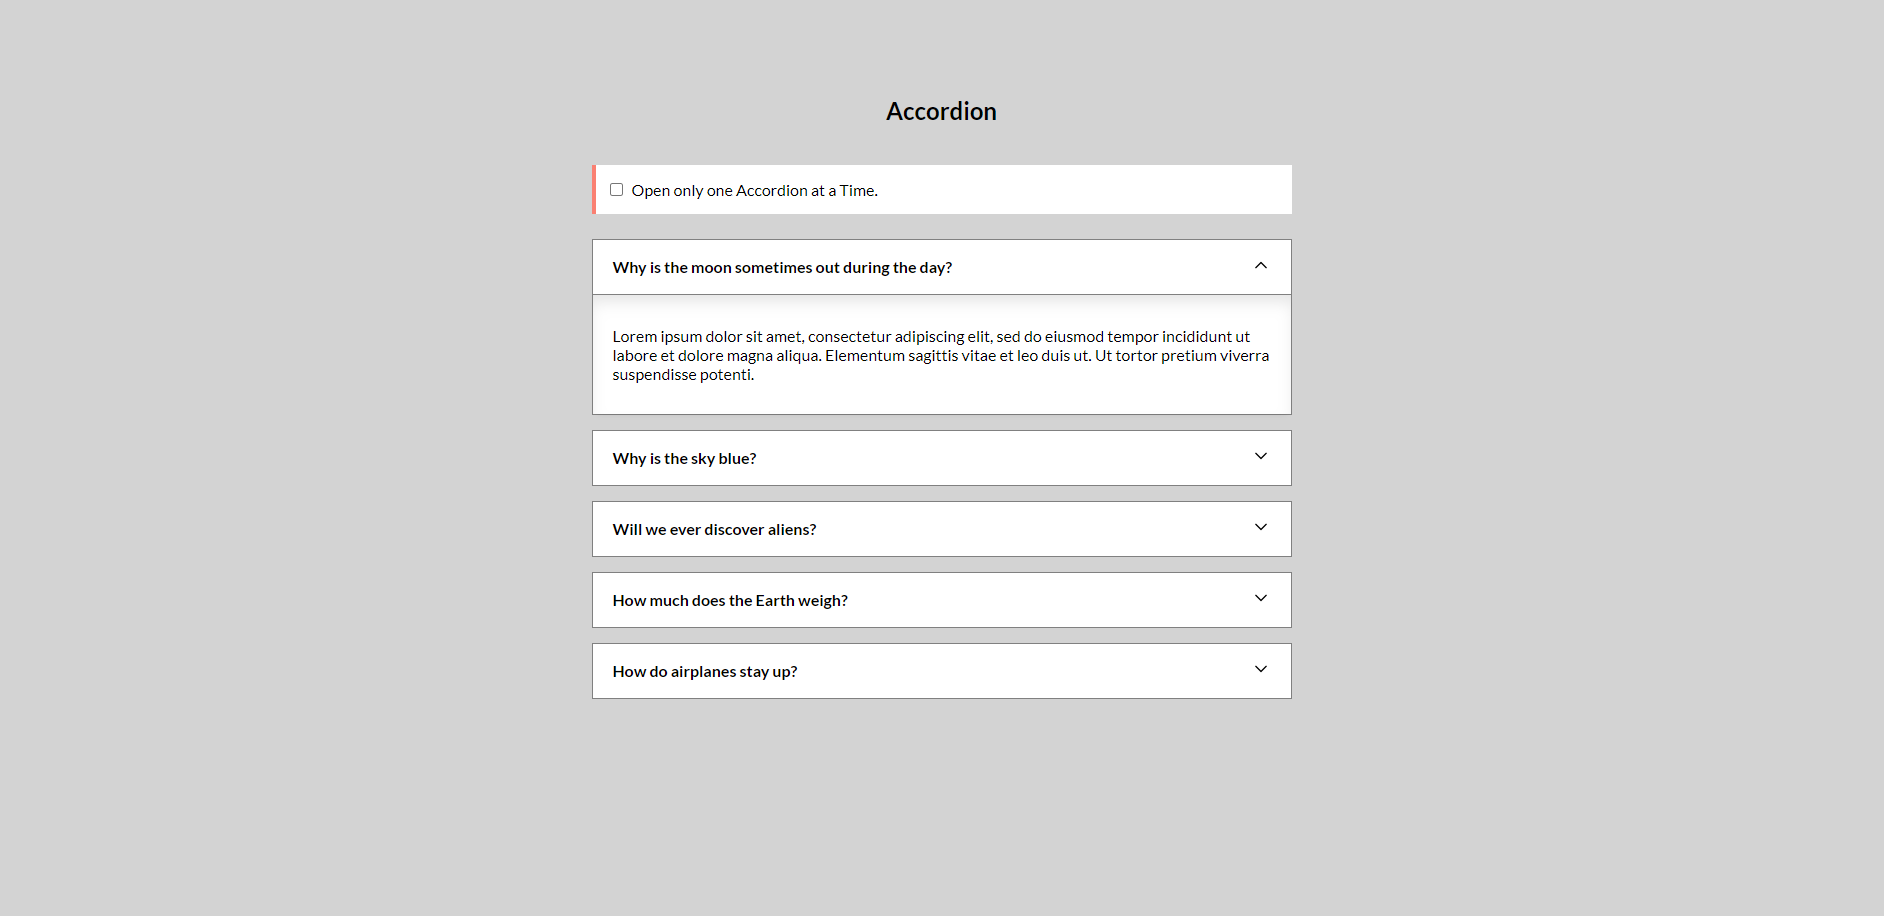 Accordion
Open only one Accordion at a Time.
Why is the moon sometimes out during the day?
Lorem ipsum dolor sit amet, consectetur adipiscing elit, sed do eiusmod tempor incididunt ut
labore et dolore magna aliqua. Elementum sagittis vitae et leo duis ut. Ut tortor pretium viverra
suspendisse potenti.
Why is the sky blue?
Will we ever discover aliens?
How much does the Earth weigh?
How do airplanes stay up?